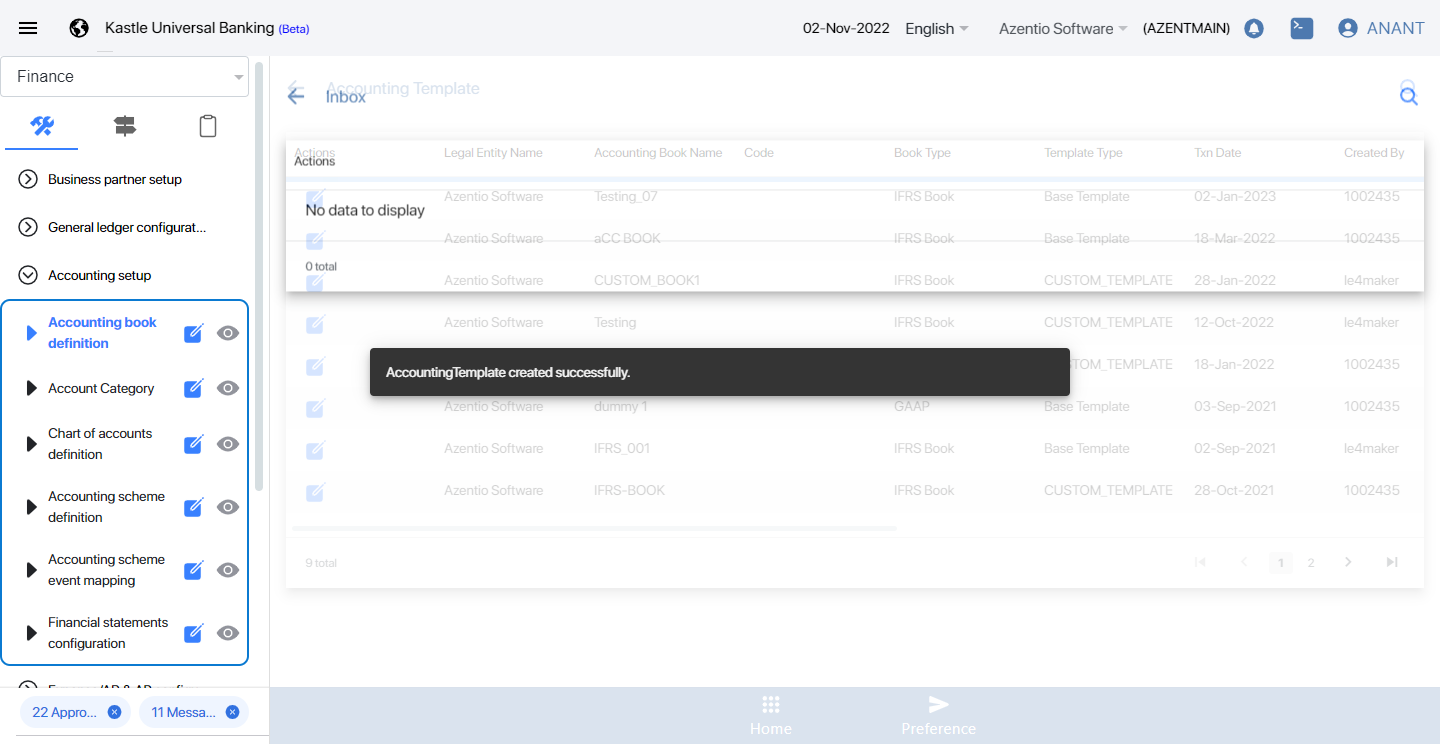 Kastle Universal Banking (Beta)
02-Nov-2022 English Azentio Software (AZENTMAIN) ANANT
Finance
Business partner setup
General ledger configurat...
Accounting setup
Accounting book
definition
Account Category
Chart of accounts
definition
Accounting scheme
definition
Accounting scheme
event mapping
Financial statements
configuration
22 Appro... 11 Messa...
Accounting Template
Inbox
Actions Legal Entity Name Accounting Book Name Code Book Type Template Type Txn Date Created By
Actions
Azentio Software Testing_07 IFRS Book Base Template 02-Jan-2023 1002435
No data to display
Azentio Software aCC BOOK IFRS Book Base Template 18-Mar-2022 1002435
0 total
Azentio Software CUSTOM_BOOK1 IFRS Book CUSTOM_TEMPLATE 28-Jan-2022 le4maker
Azentio Software Testing IFRS Book CUSTOM_TEMPLATE 12-Oct-2022 le4maker
TOM_TEMPLATE 18-Jan-2022 le4maker
AccountingTemplate created successfully.
Azentio Software dummy 1 GAAP Base Template 03-Sep-2021 1002435
Azentio Software IFRS_001 IFRS Book Base Template 02-Sep-2021 le4maker
Azentio Software IFRS-BOOK IFRS Book CUSTOM_TEMPLATE 28-Oct-2021 1002435
9 total 1 2
Home Preference